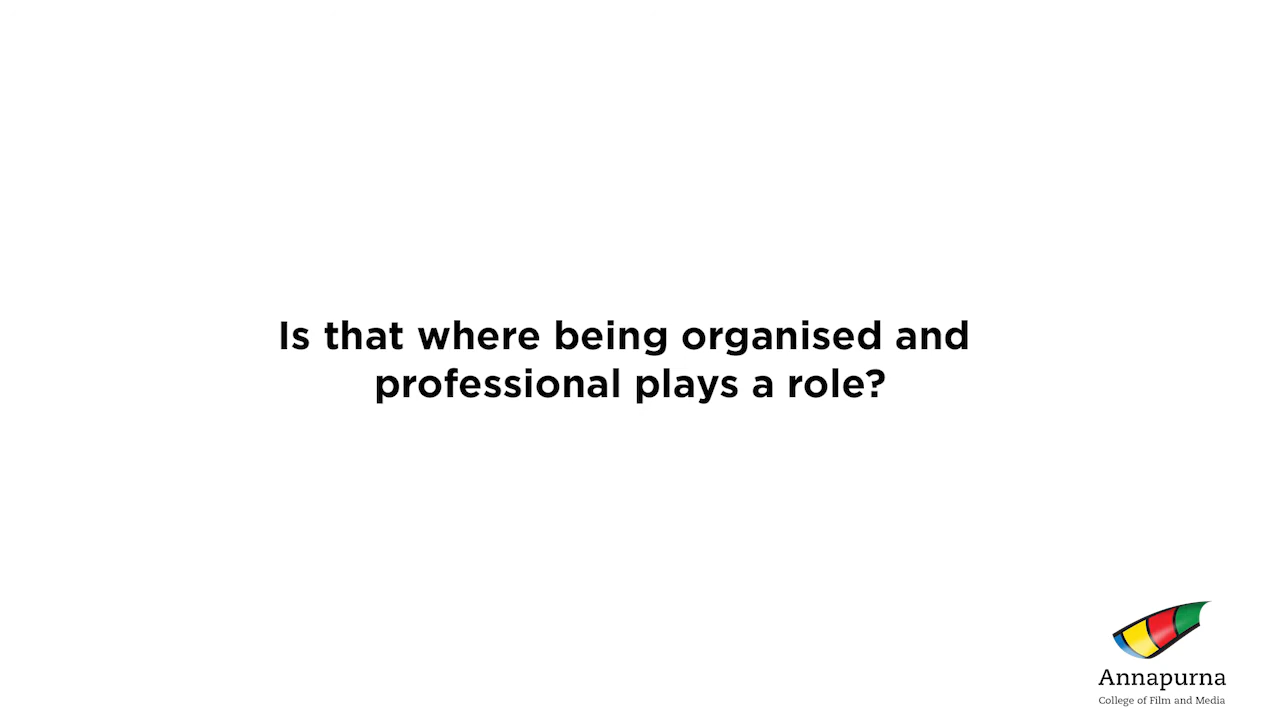 Is that where being organised and
professional plays a role?
Annapurna
College of Film and Media